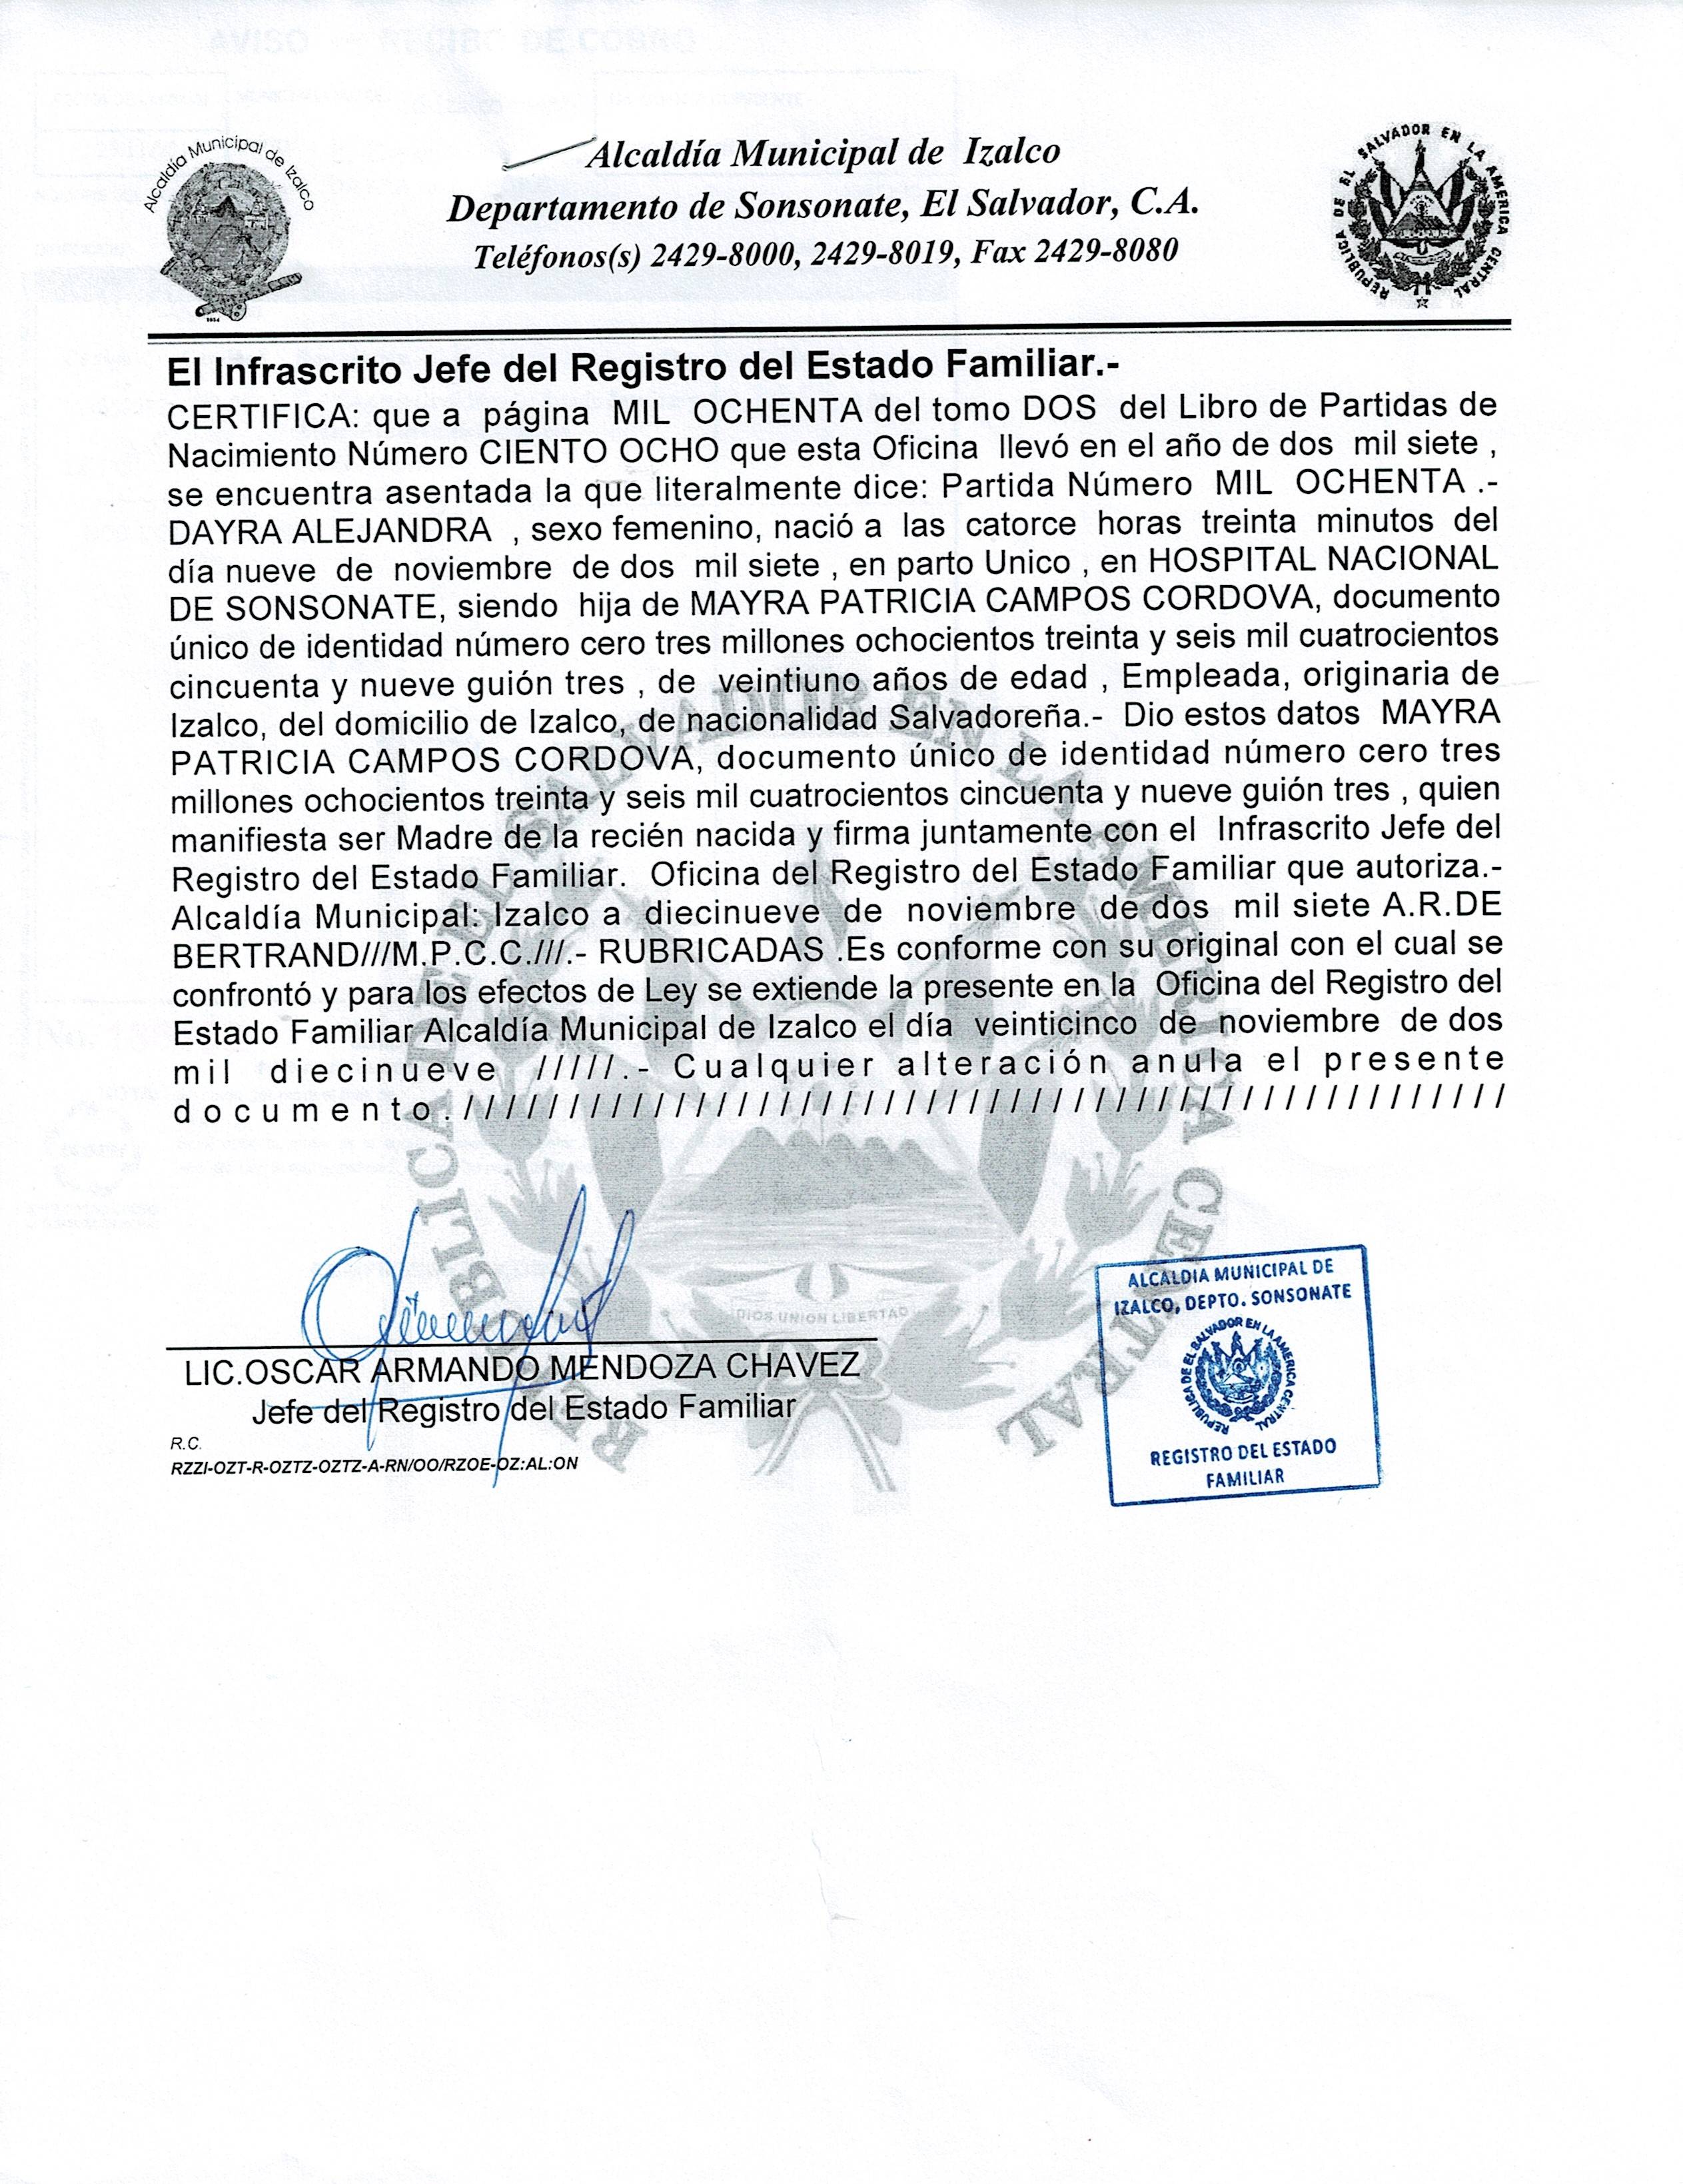 Alcaldía Municipal de Izalco
Alcaldía Municipal de Izalco
Departamento de Sonsonate, El Salvador, C.A.
Teléfonos(s) 2429-8000, 2429-8019, Fax 2429-8080
REPUBLICA DE EL SALVADOR EN LA AMERICA CENTRAL
El Infrascrito Jefe del Registro del Estado Familiar.-
CERTIFICA: que a página MIL OCHENTA del tomo DOS del Libro de Partidas de
Nacimiento Número CIENTO OCHO que esta Oficina llevó en el año de dos mil siete ,
se encuentra asentada la que literalmente dice: Partida Número MIL OCHENTA .-
DAYRA ALEJANDRA , sexo femenino, nació a las catorce horas treinta minutos del
día nueve de noviembre de dos mil siete , en parto Unico , en HOSPITAL NACIONAL
DE SONSONATE, siendo hija de MAYRA PATRICIA CAMPOS CORDOVA, documento
único de identidad número cero tres millones ochocientos treinta y seis mil cuatrocientos
cincuenta y nueve guión tres , de veintiuno años de edad , Empleada, originaria de
Izalco, del domicilio de Izalco, de nacionalidad Salvadoreña.- Dio estos datos MAYRA
PATRICIA CAMPOS CORDOVA, documento único de identidad número cero tres
millones ochocientos treinta y seis mil cuatrocientos cincuenta y nueve guión tres , quien
manifiesta ser Madre de la recién nacida y firma juntamente con el Infrascrito Jefe del
Registro del Estado Familiar. Oficina del Registro del Estado Familiar que autoriza.-
Alcaldía Municipal: Izalco a diecinueve de noviembre de dos mil siete A.R.DE
BERTRAND///M.P.C.C.///.- RUBRICADAS .Es conforme con su original con el cual se
confrontó y para los efectos de Ley se extiende la presente en la Oficina del Registro del
Estado Familiar Alcaldía Municipal de Izalco el día veinticinco de noviembre de dos
mil diecinueve /////.- Cualquier alteración anula el presente
documento.//////////////////////////////////////////////////
REPUBLICA DE EL SALVADOR EN LA AMERICA CENTRAL
DIOS UNION LIBERTAD
LIC.OSCAR ARMANDO MENDOZA CHAVEZ
Jefe del Registro del Estado Familiar
R.C.
RZZI-OZT-R-OZTZ-OZTZ-A-RN/OO/RZOE-OZ:AL:ON
ALCALDIA MUNICIPAL DE
IZALCO, DEPTO. SONSONATE
REPUBLICA DE EL SALVADOR EN LA AMERICA CENTRAL
REGISTRO DEL ESTADO
FAMILIAR